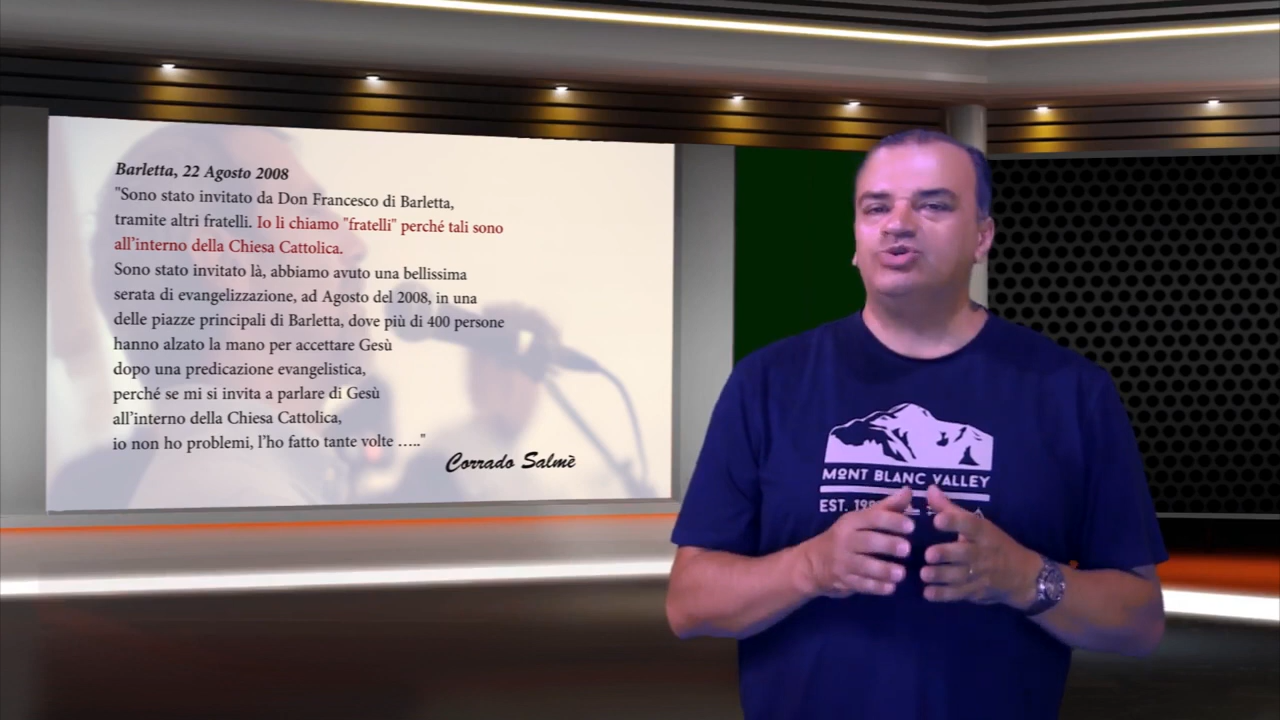 Barletta, 22 Agosto 2008
"Sono stato invitato da Don Francesco di Barletta,
tramite altri fratelli. Io li chiamo "fratelli" perché tali sono
all'interno della Chiesa Cattolica.
Sono stato invitato là, abbiamo avuto una bellissima
serata di evangelizzazione, ad Agosto del 2008, in una
delle piazze principali di Barletta, dove più di 400 persone
hanno alzato la mano per accettare Gesù
dopo una predicazione evangelistica,
perché se mi si invita a parlare di Gesù
all'interno della Chiesa Cattolica,
io non ho problemi, l'ho fatto tante volte ....."
Corrado Salmè
MONT BLANC VALLEY
EST.